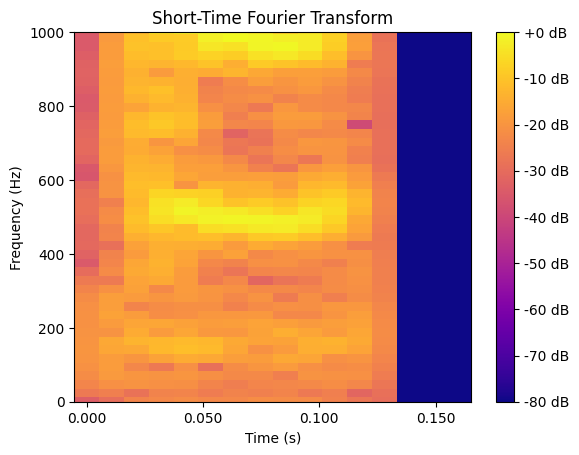 Short-Time Fourier Transform
Frequency (Hz)
1000
800
600
400
200
0
0.000
0.050
0.100
0.150
Time (s)
+0 dB
-10 dB
-20 dB
-30 dB
-40 dB
-50 dB
-60 dB
-70 dB
-80 dB